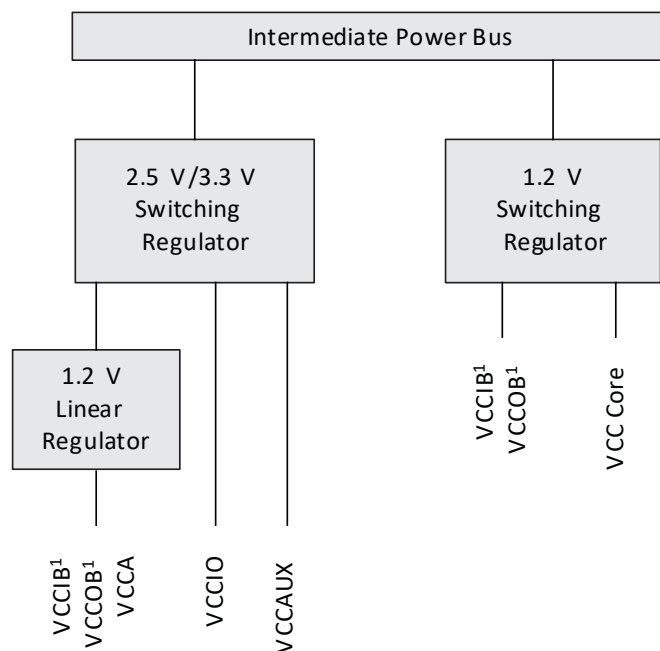 Intermediate Power Bus
2.5 V/3.3 V
Switching
Regulator
1.2 V
Switching
Regulator
1.2 V
Linear
Regulator
VCCIB¹
VCCOB¹
VCC Core
VCCIB¹
VCCOB¹
VCCA
VCCIO
VCCAUX